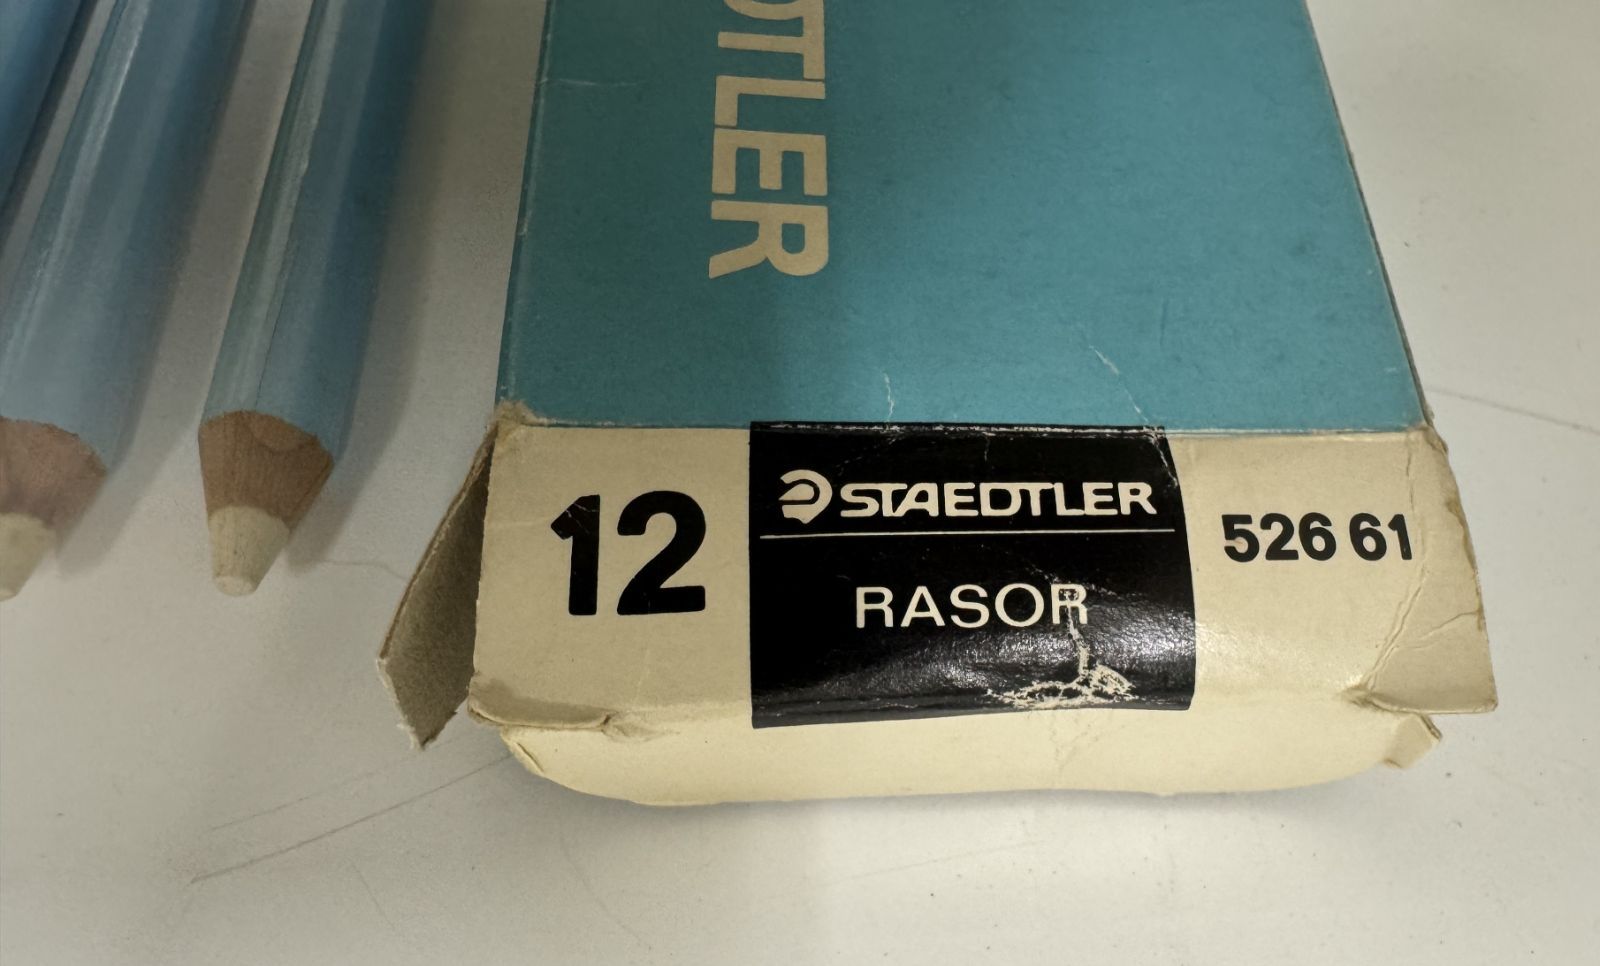 DTLER
12
STAEDTLER
RASOR
526 61